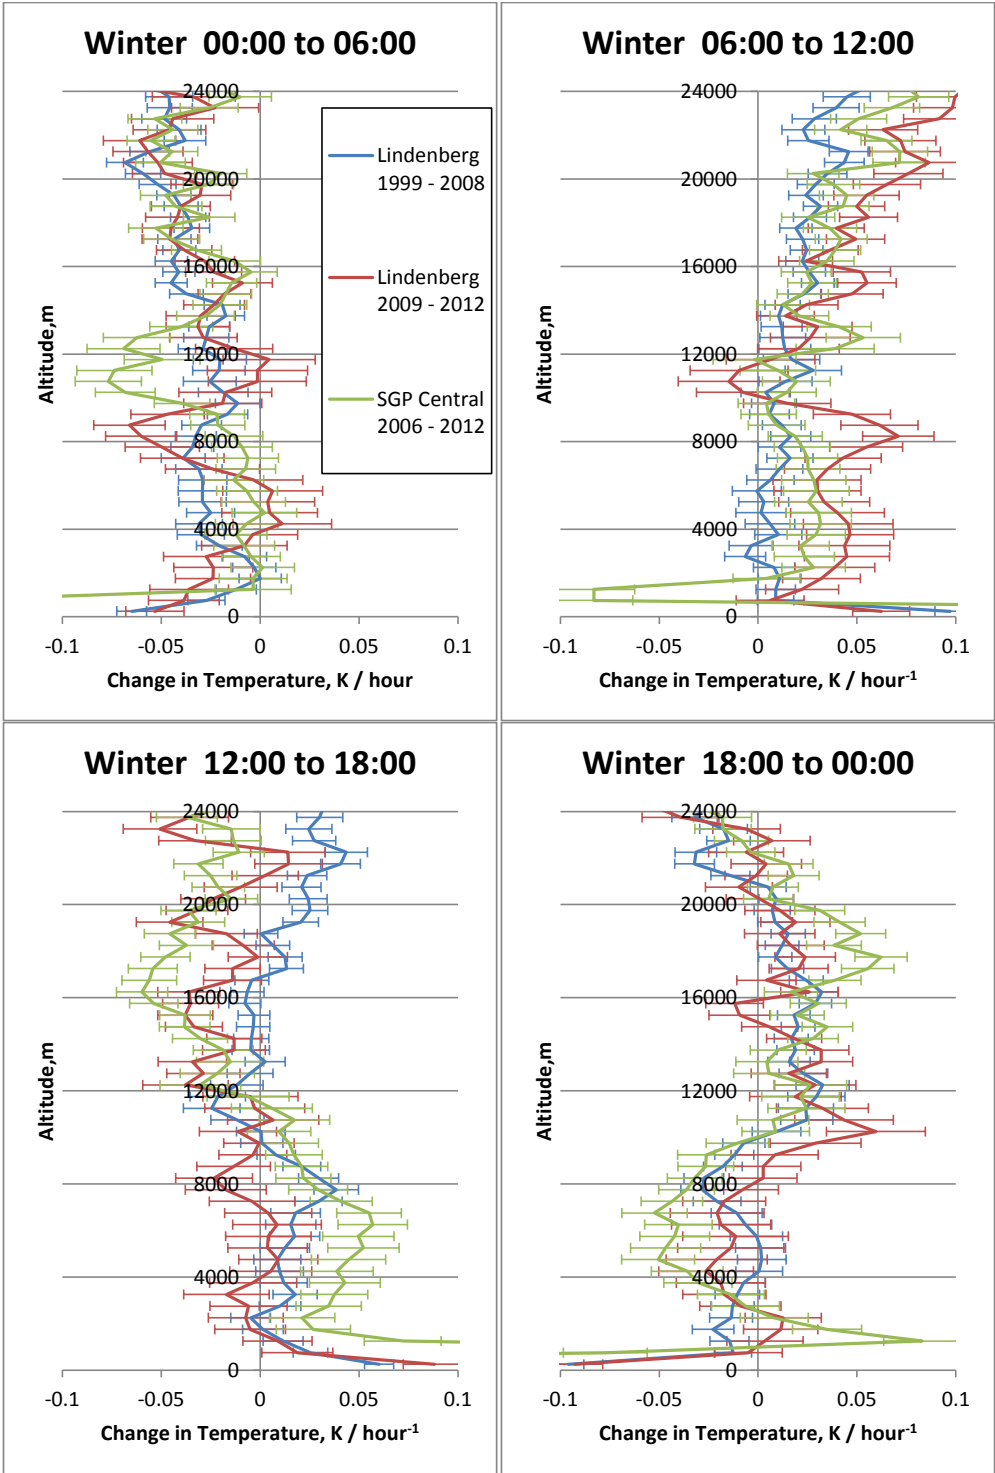 Winter 00:00 to 06:00
24000
20000
16000
12000
8000
4000
0
Altitude,m
-0.1 -0.05 0 0.05 0.1
Change in Temperature, K / hour
Lindenberg
1999 - 2008
Lindenberg
2009 - 2012
SGP Central
2006 - 2012
Winter 06:00 to 12:00
24000
20000
16000
12000
8000
4000
0
Altitude,m
-0.1 -0.05 0 0.05 0.1
Change in Temperature, K / hour⁻¹
Winter 12:00 to 18:00
24000
20000
16000
12000
8000
4000
0
Altitude,m
-0.1 -0.05 0 0.05 0.1
Change in Temperature, K / hour⁻¹
Winter 18:00 to 00:00
24000
20000
16000
12000
8000
4000
0
Altitude,m
-0.1 -0.05 0 0.05 0.1
Change in Temperature, K / hour⁻¹